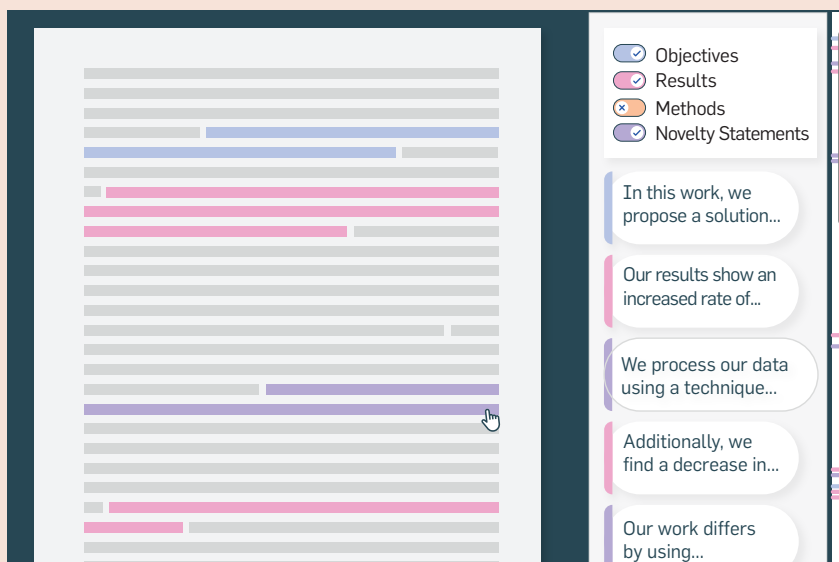 Objectives
Results
Methods
Novelty Statements
In this work, we
propose a solution...
Our results show an
increased rate of...
We process our data
using a technique...
Additionally, we
find a decrease in...
Our work differs
by using...